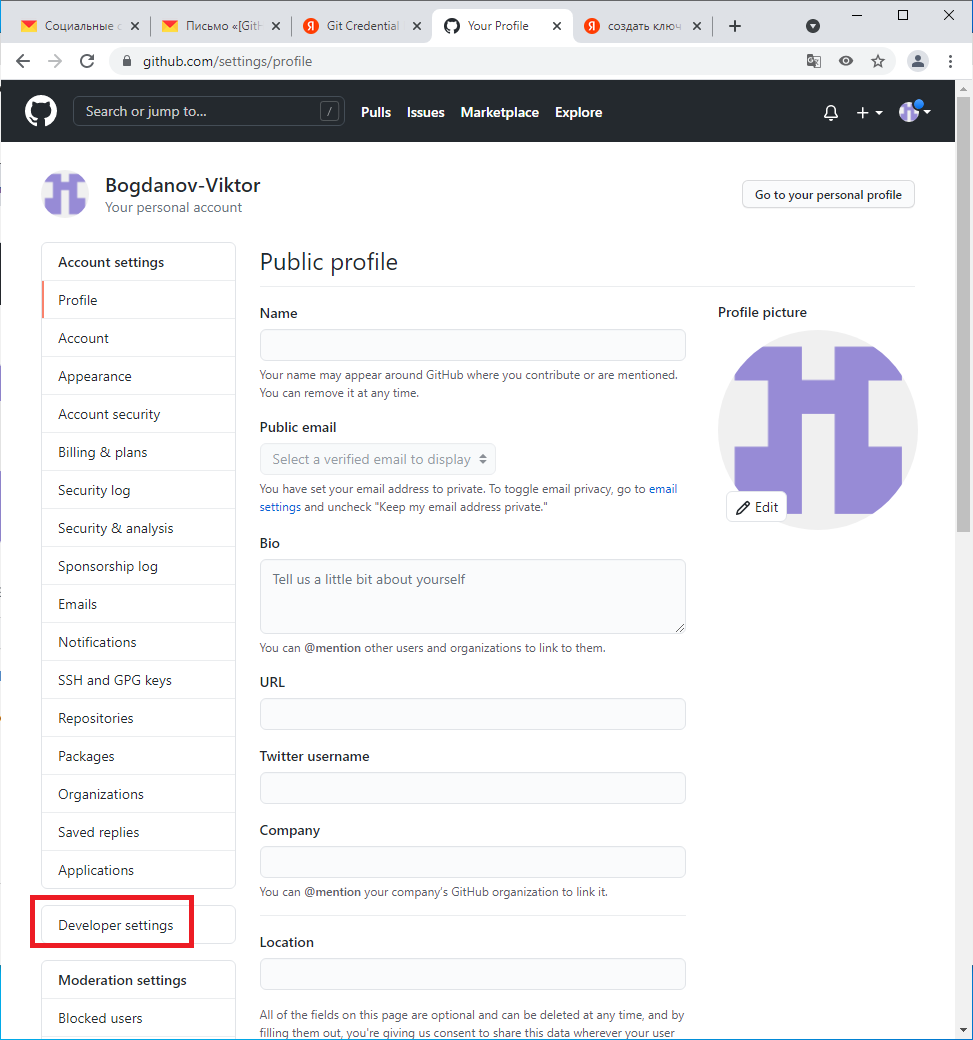 Социальные с
Письмо «[GitH
Git Credential
Your Profile
создать ключ
github.com/settings/profile
Search or jump to...
/
Pulls
Issues
Marketplace
Explore
Bogdanov-Viktor
Your personal account
Go to your personal profile
Account settings
Profile
Account
Appearance
Account security
Billing & plans
Security log
Security & analysis
Sponsorship log
Emails
Notifications
SSH and GPG keys
Repositories
Packages
Organizations
Saved replies
Applications
Developer settings
Moderation settings
Blocked users
Public profile
Name
Your name may appear around GitHub where you contribute or are mentioned.
You can remove it at any time.
Public email
Select a verified email to display
You have set your email address to private. To toggle email privacy, go to email
settings and uncheck "Keep my email address private."
Bio
Tell us a little bit about yourself
You can @mention other users and organizations to link to them.
URL
Twitter username
Company
You can @mention your company's GitHub organization to link it.
Location
All of the fields on this page are optional and can be deleted at any time, and by
filling them out, you're giving us consent to share this data wherever your user
Profile picture
Edit